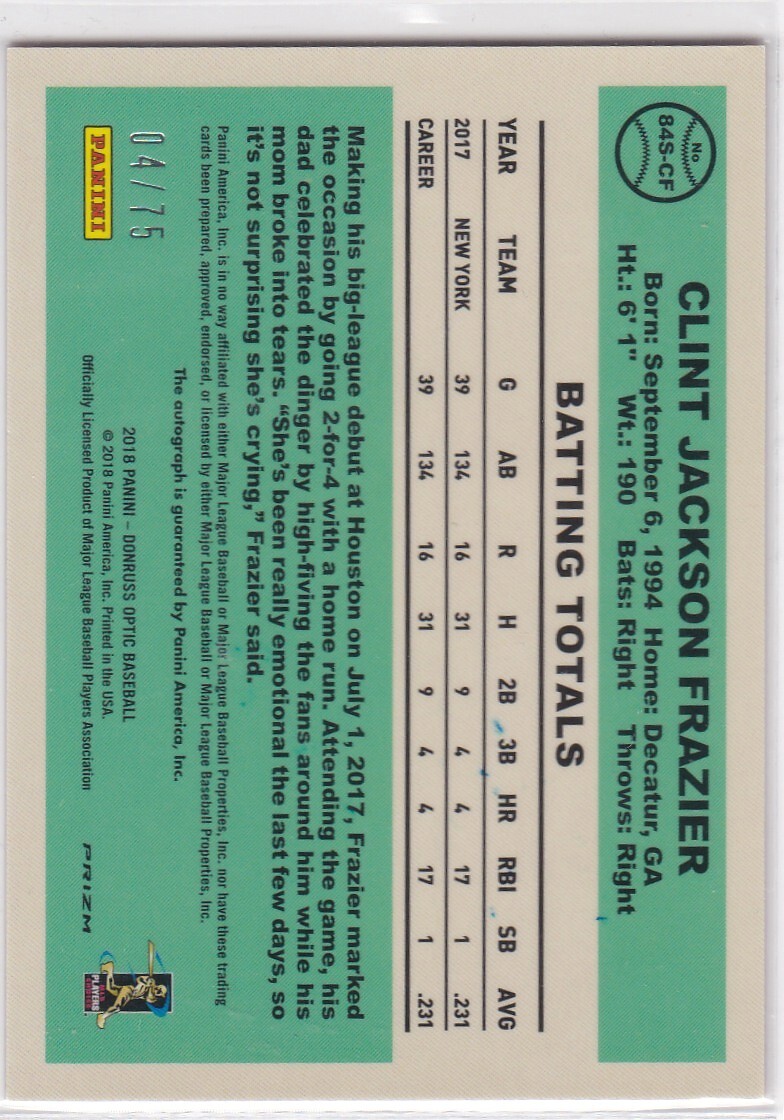 No
84S-CF
CLINT JACKSON FRAZIER
Born: September 6, 1994 Home: Decatur, GA
Ht.: 6' 1" Wt.: 190 Bats: Right Throws: Right
BATTING TOTALS
YEAR TEAM G AB R H 2B 3B HR RBI SB AVG
2017 NEW YORK 39 134 16 31 9 4 4 17 1 .231
CAREER 39 134 16 31 9 4 4 17 1 .231
Making his big-league debut at Houston on July 1, 2017, Frazier marked
the occasion by going 2-for-4 with a home run. Attending the game, his
dad celebrated the dinger by high-fiving the fans around him while his
mom broke into tears. “She’s been really emotional the last few days, so
it’s not surprising she’s crying,” Frazier said.
Panini America, Inc. is in no way affiliated with either Major League Baseball or Major League Baseball Properties, Inc. nor have these trading
cards been prepared, approved, endorsed, or licensed by either Major League Baseball or Major League Baseball Properties, Inc.
The autograph is guaranteed by Panini America, Inc.
04/75
PANINI
2018 PANINI – DONRUSS OPTIC BASEBALL
© 2018 Panini America, Inc. Printed in the USA.
Officially Licensed Product of Major League Baseball Players Association
PRIZM
PLAYERS